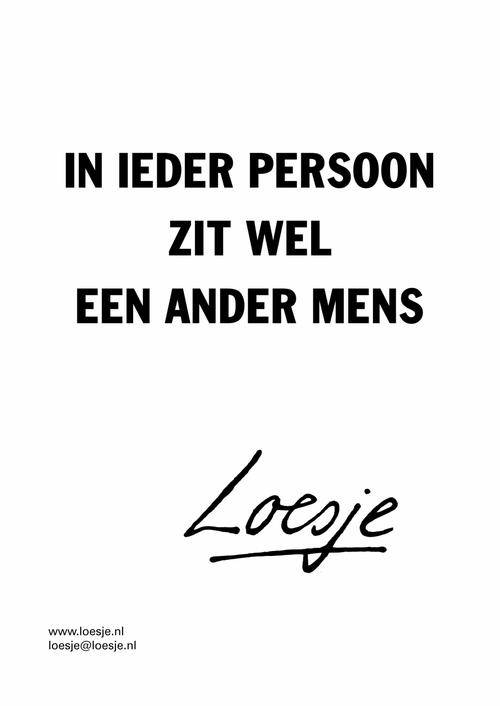 IN IEDER PERSOON
ZIT WEL
EEN ANDER MENS
Loesje
www.loesje.nl
loesje@loesje.nl